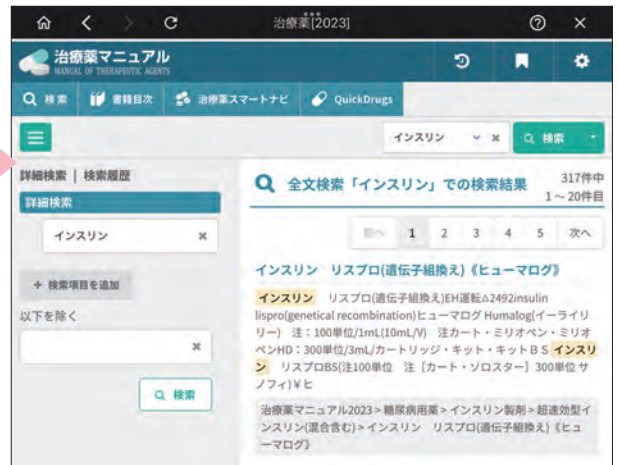 治療薬[2023]
治療薬マニュアル
MANUAL OF THERAPEUTIC AGENTS
検索 書籍目次 治療薬スマートナビ QuickDrugs
インスリン 検索
詳細検索 | 検索履歴
詳細検索
インスリン
+ 検索項目を追加
以下を除く
検索
全文検索「インスリン」での検索結果
317件中
1～20件目
前へ 1 2 3 4 5 次へ
インスリン リスプロ(遺伝子組換え)《ヒューマログ》
インスリン リスプロ(遺伝子組換え)EH運転△2492insulin
lispro(genetical recombination)ヒューマログ Humalog(イーライリ
リー) 注：100単位/1mL(10mL/V) 注カート・ミリオペン・ミリオ
ペンHD：300単位/3mL/カートリッジ・キット・キットＢＳ インスリ
ン リスプロBS(注100単位 注［カート・ソロスター］300単位 サ
ノフィ)¥ヒ
治療薬マニュアル2023 > 糖尿病用薬 > インスリン製剤 > 超速効型イ
ンスリン(混合含む) > インスリン リスプロ(遺伝子組換え)《ヒュ
ーマログ》